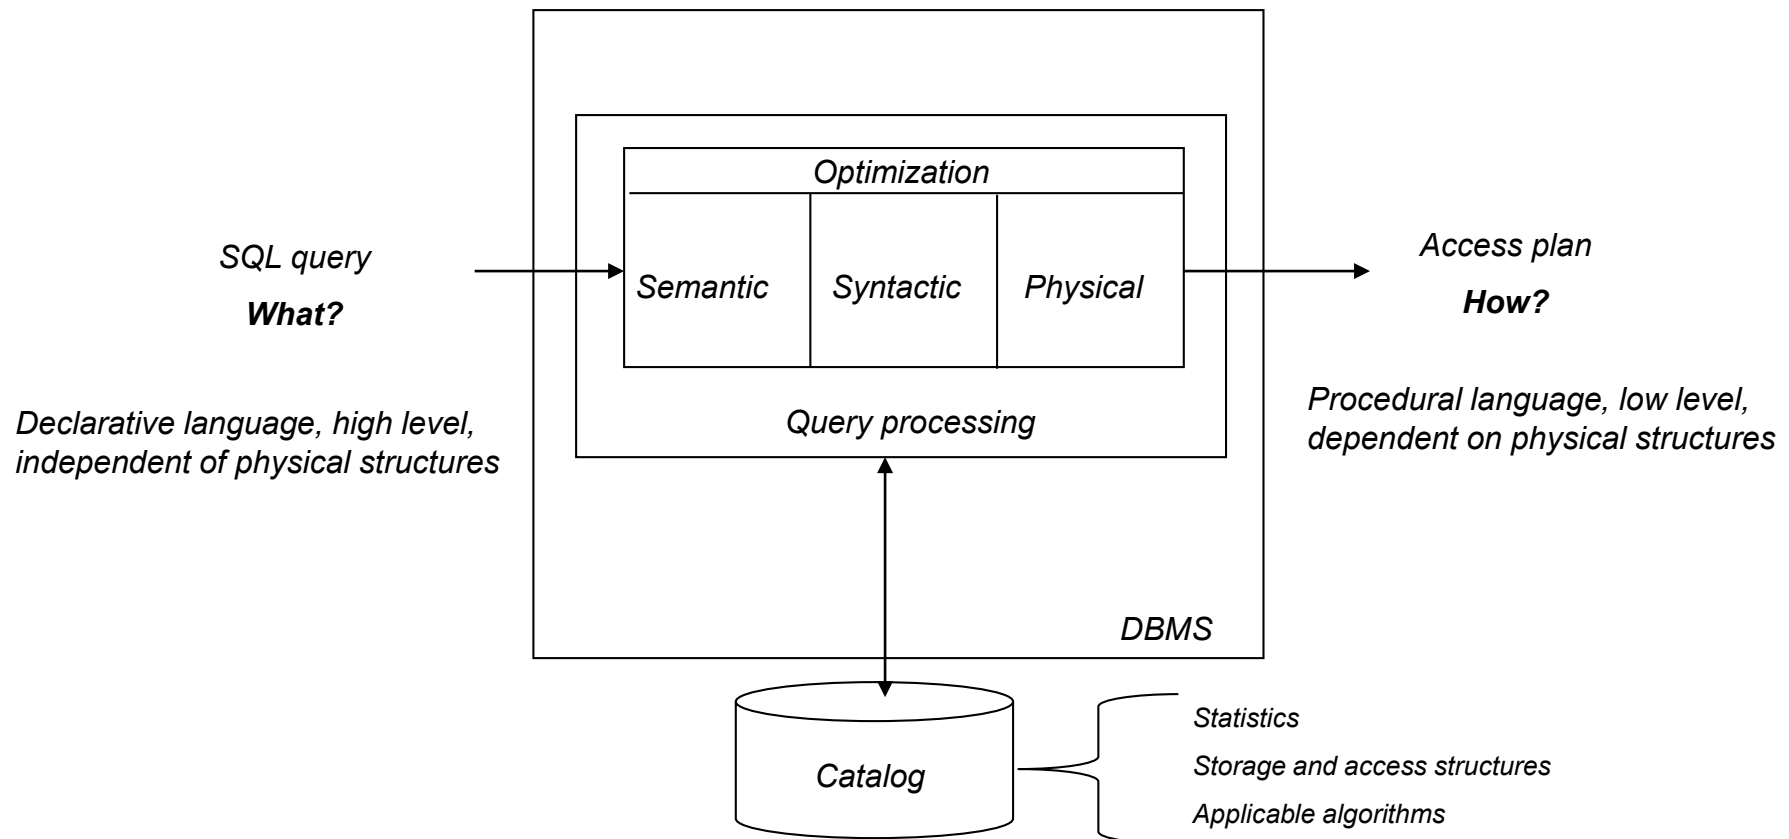 Optimization
SQL query
What?
Semantic
Syntactic
Physical
Access plan
How?
Declarative language, high level,
independent of physical structures
Query processing
Procedural language, low level,
dependent on physical structures
DBMS
Catalog
Statistics
Storage and access structures
Applicable algorithms